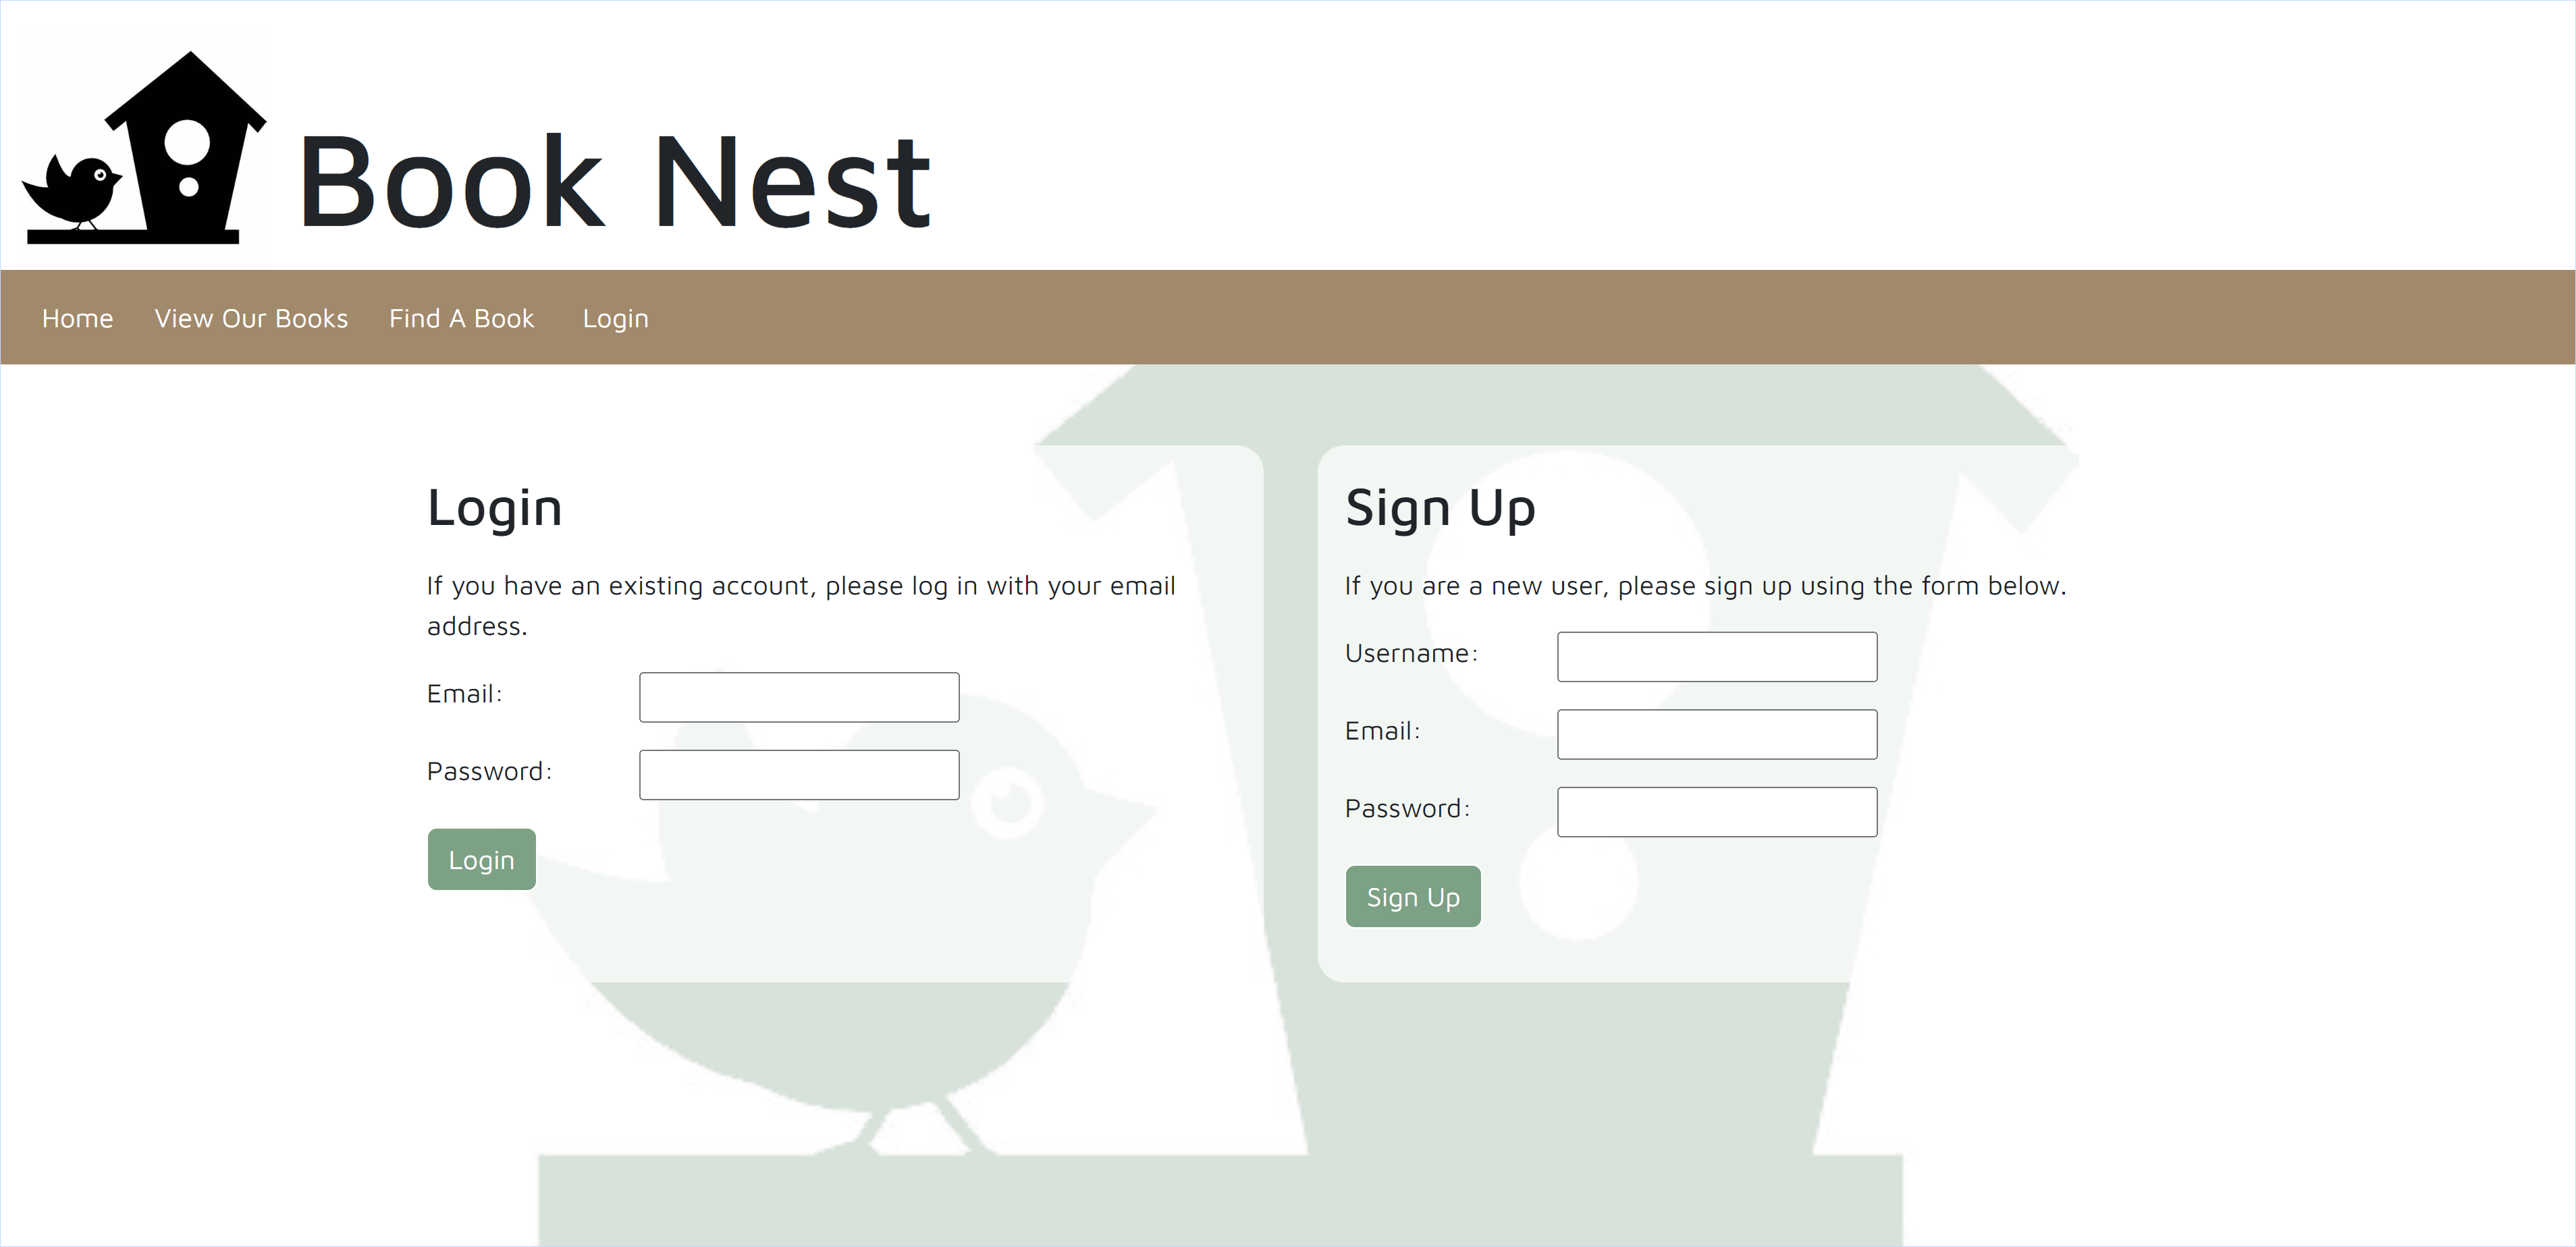 Book Nest
Home View Our Books Find A Book Login
Login
If you have an existing account, please log in with your email
address.
Email:
Password:
Login
Sign Up
If you are a new user, please sign up using the form below.
Username:
Email:
Password:
Sign Up